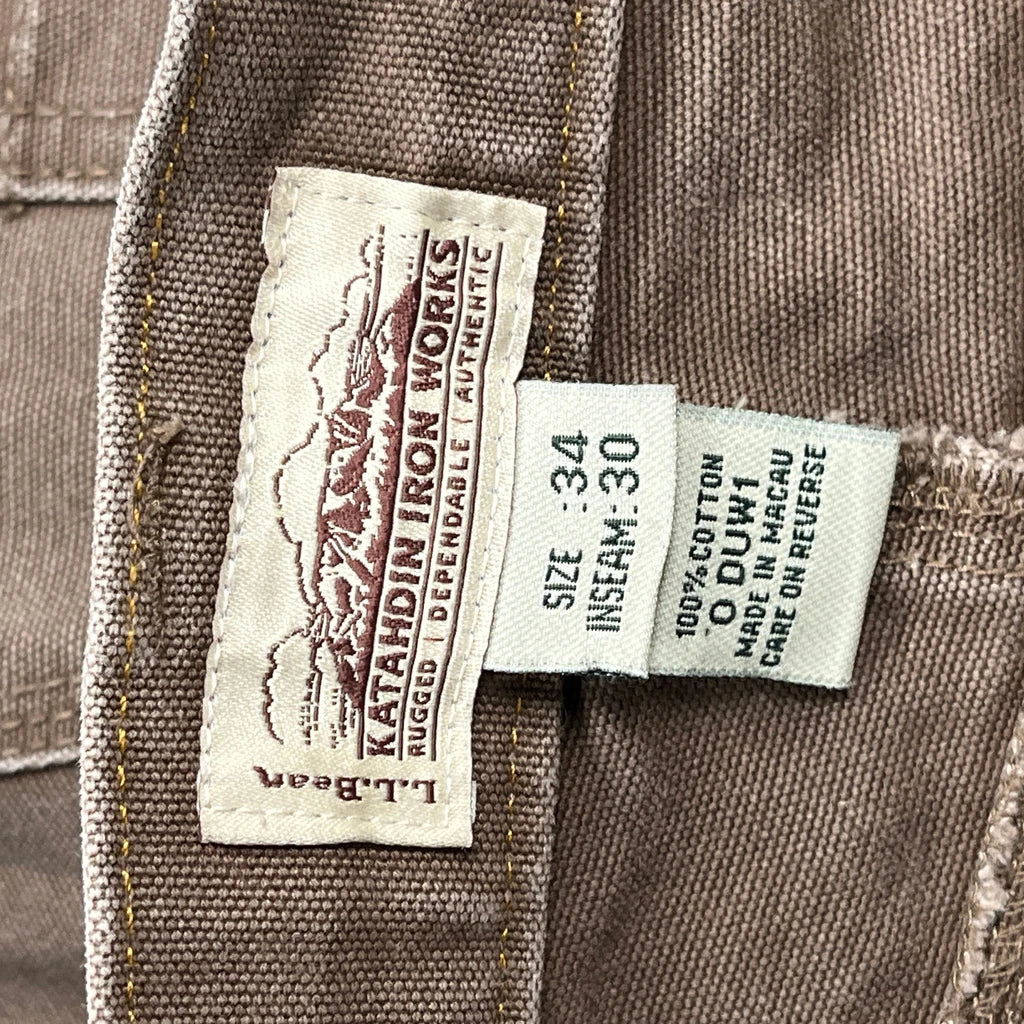 L.L.Bean
KATAHDIN IRON WORKS
RUGGED | DEPENDABLE | AUTHENTIC
SIZE :34
INSEAM:30
100% COTTON
O DUW1
MADE IN MACAU
CARE ON REVERSE